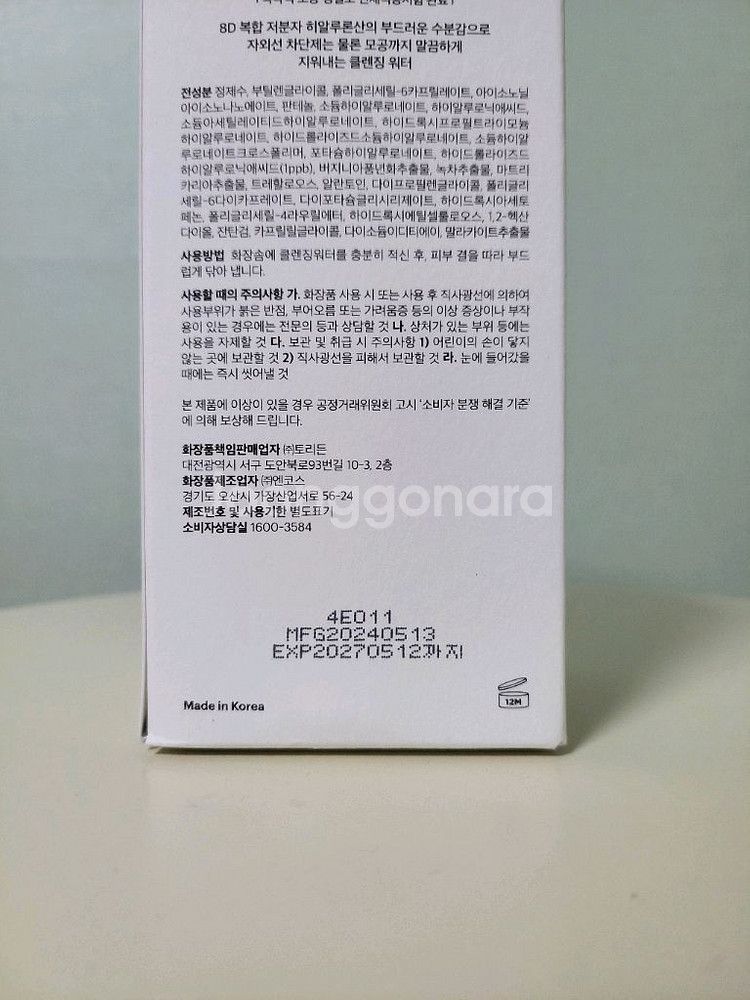 8D 복합 저분자 히알루론산의 부드러운 수분감으로
자외선 차단제는 물론 모공까지 말끔하게
지워내는 클렌징 워터
전성분 정제수, 부틸렌글라이콜, 폴리글리세릴-6카프릴레이트, 아이소노닐
아이소노나노에이트, 판테놀, 소듐하이알루로네이트, 하이알루로닉애씨드,
소듐아세틸레이티드하이알루로네이트, 하이드록시프로필트라이모늄
하이알루로네이트, 하이드롤라이즈드소듐하이알루로네이트, 소듐하이알
루로네이트크로스폴리머, 포타슘하이알루로네이트, 하이드롤라이즈드
하이알루로닉애씨드(1ppb), 버지니아풍년화추출물, 녹차추출물, 마트리
카리아추출물, 트레할로오스, 알란토인, 다이프로필렌글라이콜, 폴리글리
세릴-6다이카프레이트, 다이포타슘글리시리제이트, 하이드록시아세토
페논, 폴리글리세릴-4라우릴에터, 하이드록시에틸셀룰로오스, 1,2-헥산
다이올, 잔탄검, 카프릴릴글라이콜, 다이소듐이디티에이, 말라카이트추출물
사용방법 화장솜에 클렌징워터를 충분히 적신 후, 피부 결을 따라 부드
럽게 닦아 냅니다.
사용할 때의 주의사항 가. 화장품 사용 시 또는 사용 후 직사광선에 의하여
사용부위가 붉은 반점, 부어오름 또는 가려움증 등의 이상 증상이나 부작
용이 있는 경우에는 전문의 등과 상담할 것 나. 상처가 있는 부위 등에는
사용을 자제할 것 다. 보관 및 취급 시 주의사항 1) 어린이의 손이 닿지
않는 곳에 보관할 것 2) 직사광선을 피해서 보관할 것 라. 눈에 들어갔을
때에는 즉시 씻어낼 것
본 제품에 이상이 있을 경우 공정거래위원회 고시 '소비자 분쟁 해결 기준'
에 의해 보상해 드립니다.
화장품책임판매업자 ㈜토리든
대전광역시 서구 도안북로93번길 10-3, 2층
화장품제조업자 ㈜엔코스
경기도 오산시 가장산업서로 56-24
제조번호 및 사용기한 별도표기
소비자상담실 1600-3584
ggonara
4E011
MFG20240513
EXP20270512까지
12M
Made in Korea